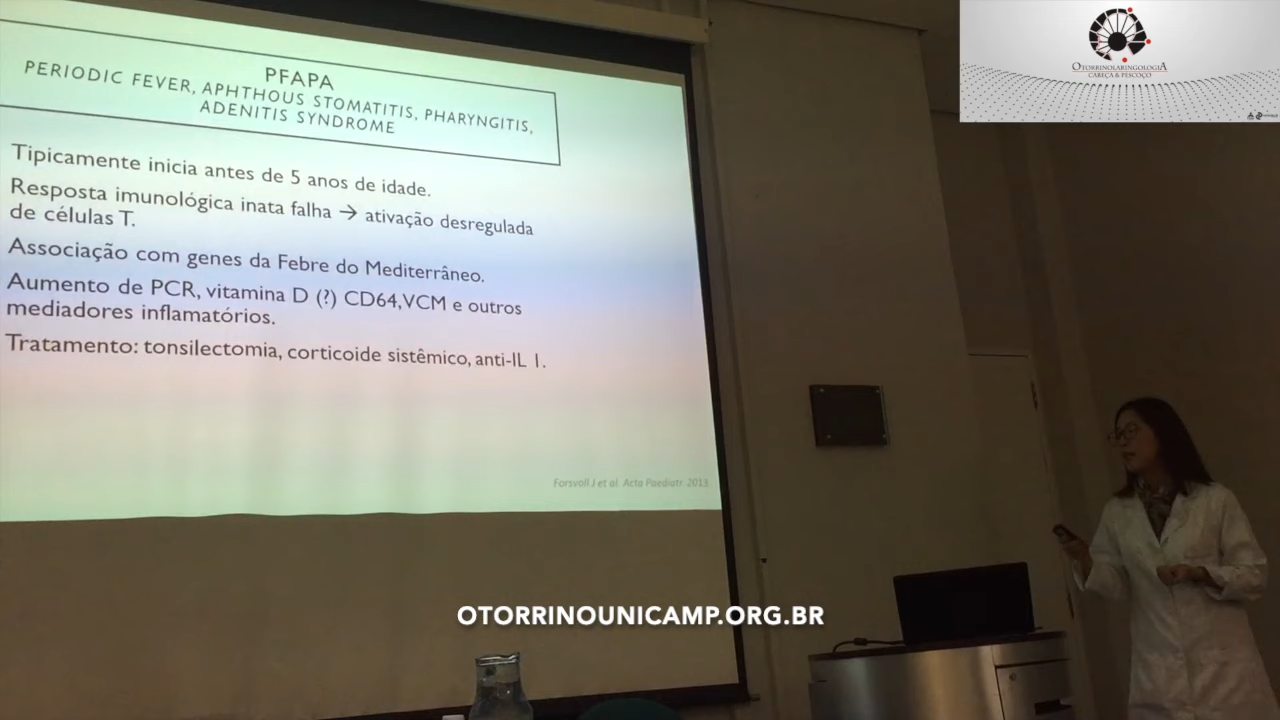 PFAPA
PERIODIC FEVER, APHTHOUS STOMATITIS, PHARYNGITIS,
ADENITIS SYNDROME
Tipicamente inicia antes de 5 anos de idade.
Resposta imunológica inata falha → ativação desregulada
de células T.
Associação com genes da Febre do Mediterrâneo.
Aumento de PCR, vitamina D (?) CD64, VCM e outros
mediadores inflamatórios.
Tratamento: tonsilectomia, corticoide sistêmico, anti-IL 1.
Forsvoll J et al. Acta Paediatr. 2013
OTORRINOLARINGOLOGIA
CABEÇA & PESCOÇO
OTORRINOUNICAMP.ORG.BR